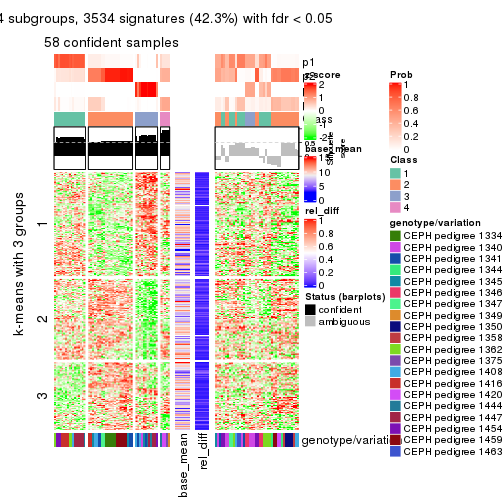 4 subgroups, 3534 signatures (42.3%) with fdr < 0.05
58 confident samples
p1
p2
z-score
2
1
0
-2
base_mean
15
10
5
0
rel_diff
1
0.8
0.6
0.4
0.2
0
Status (barplots)
confident
ambiguous
Prob
1
0.8
0.6
0.4
0.2
0
Class
1
2
3
4
genotype/variation
CEPH pedigree 1334
CEPH pedigree 1340
CEPH pedigree 1341
CEPH pedigree 1344
CEPH pedigree 1345
CEPH pedigree 1346
CEPH pedigree 1347
CEPH pedigree 1349
CEPH pedigree 1350
CEPH pedigree 1358
CEPH pedigree 1362
CEPH pedigree 1375
CEPH pedigree 1408
CEPH pedigree 1416
CEPH pedigree 1420
CEPH pedigree 1444
CEPH pedigree 1447
CEPH pedigree 1454
CEPH pedigree 1459
CEPH pedigree 1463
k-means with 3 groups
1
2
3
base_mean
rel_diff